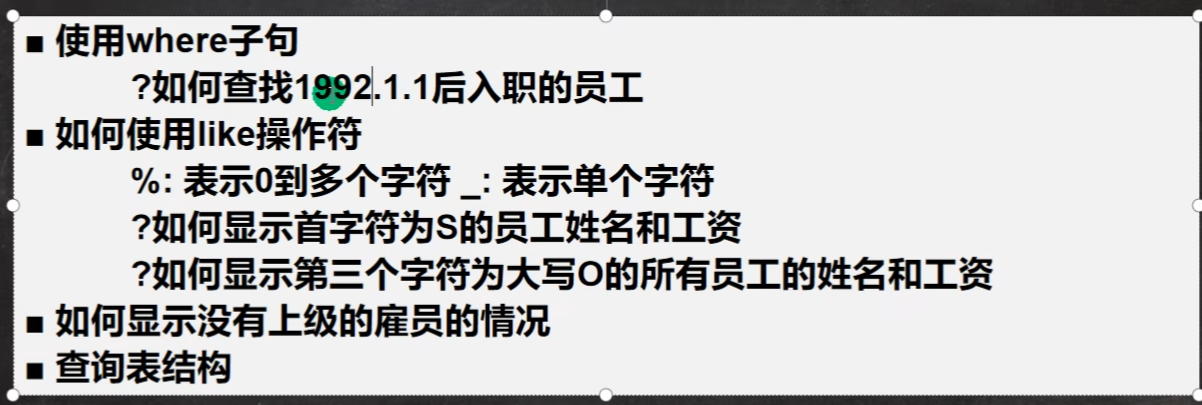 ■ 使用where子句
?如何查找1992.1.1后入职的员工
■ 如何使用like操作符
%: 表示0到多个字符 _: 表示单个字符
?如何显示首字符为S的员工姓名和工资
?如何显示第三个字符为大写O的所有员工的姓名和工资
■ 如何显示没有上级的雇员的情况
■ 查询表结构